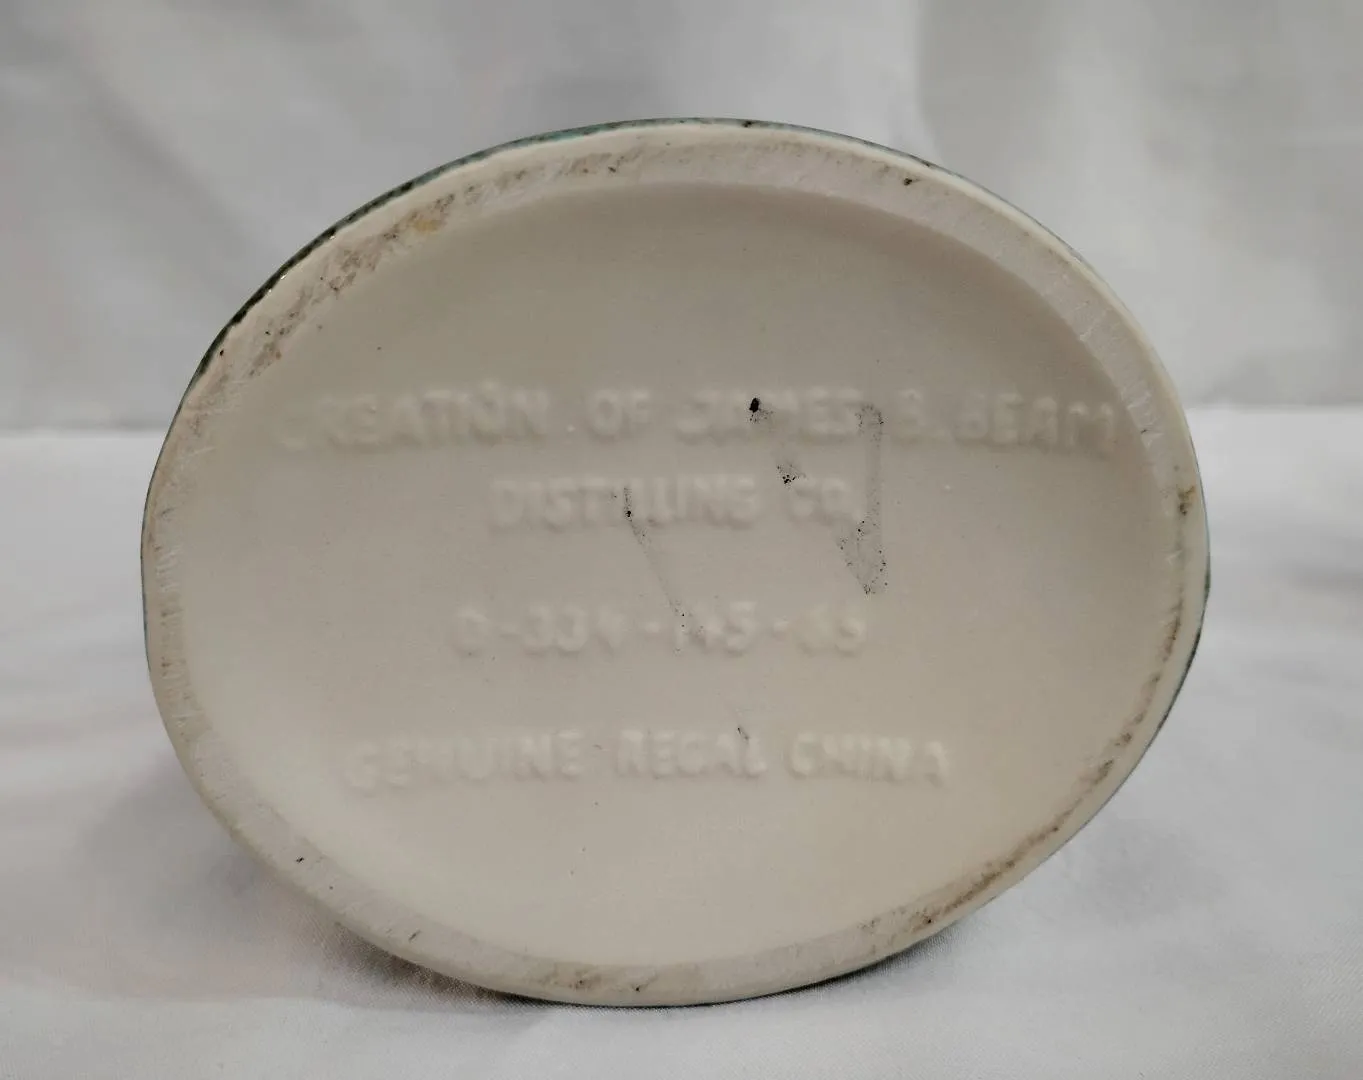 CREATION OF JAMES B. BEAM
DISTILLING CO.
GENUINE REGAL CHINA